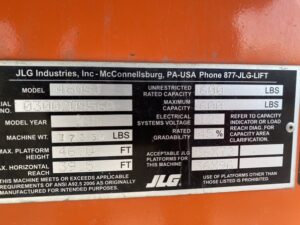 JLG Industries, Inc - McConnellsburg, PA-USA Phone 877-JLG-LIFT
MODEL
UNRESTRICTED RATED CAPACITY LBS
SERIAL NO.
MAXIMUM CAPACITY LBS
MODEL YEAR
ELECTRICAL SYSTEMS VOLTAGE
MACHINE WT. LBS
RATED GRADEABILITY %
REFER TO CAPACITY INDICATOR OR LOAD REACH DIAG. FOR CAPACITY AREA CLARIFICATION.
MAX. PLATFORM HEIGHT FT
ACCEPTABLE JLG PLATFORMS FOR THIS MACHINE
MAX. HORIZONTAL REACH FT
THIS MACHINE MEETS OR EXCEEDS APPLICABLE
REQUIREMENTS OF ANSI A92.5 2006 AS ORIGINALLY
MANUFACTURED FOR INTENDED PURPOSES.
JLG
USE OF PLATFORMS OTHER
THAN THOSE LISTED IS PROHIBITED